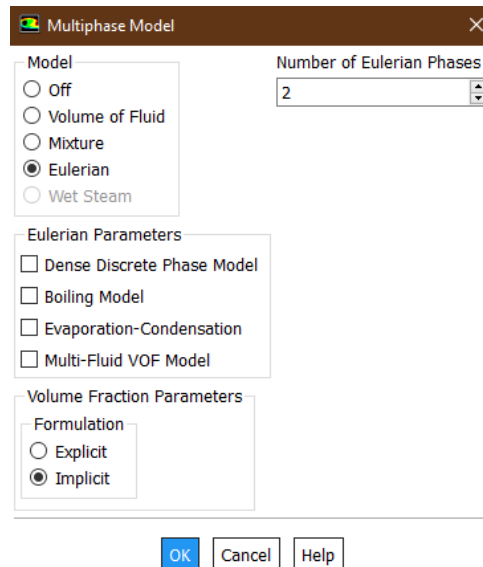 Multiphase Model
Model
Off
Volume of Fluid
Mixture
Eulerian
Wet Steam
Number of Eulerian Phases
2
Eulerian Parameters
Dense Discrete Phase Model
Boiling Model
Evaporation-Condensation
Multi-Fluid VOF Model
Volume Fraction Parameters
Formulation
Explicit
Implicit
OK Cancel Help